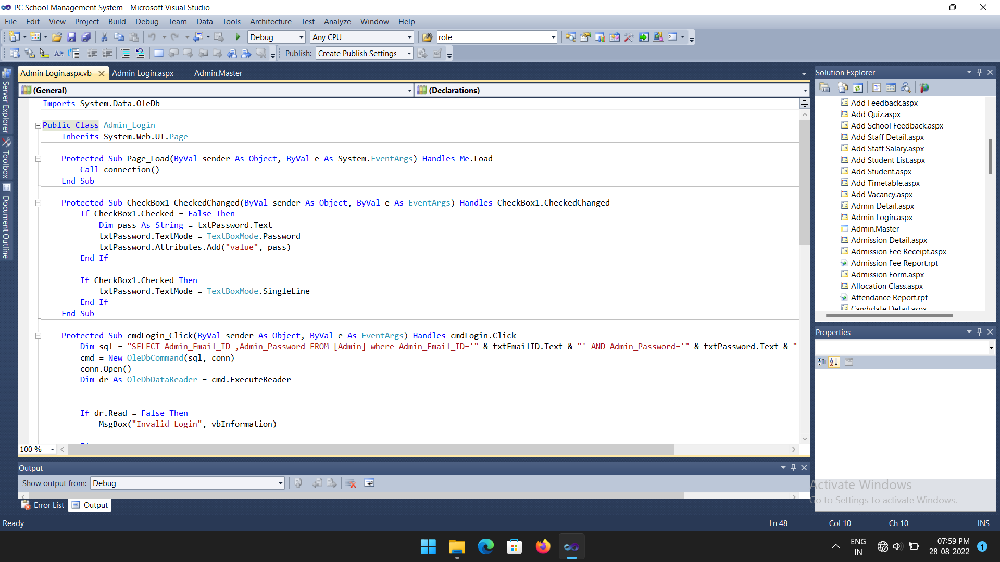 PC School Management System - Microsoft Visual Studio
File Edit View Project Build Debug Team Data Tools Architecture Test Analyze Window Help
Debug Any CPU role
Publish: Create Publish Settings
Server Explorer
Toolbox
Document Outline
Admin Login.aspx.vb Admin Login.aspx Admin.Master
(General) (Declarations)
Imports System.Data.OleDb
Public Class Admin_Login
Inherits System.Web.UI.Page
Protected Sub Page_Load(ByVal sender As Object, ByVal e As System.EventArgs) Handles Me.Load
Call connection()
End Sub
Protected Sub CheckBox1_CheckedChanged(ByVal sender As Object, ByVal e As EventArgs) Handles CheckBox1.CheckedChanged
If CheckBox1.Checked = False Then
Dim pass As String = txtPassword.Text
txtPassword.TextMode = TextBoxMode.Password
txtPassword.Attributes.Add("value", pass)
End If
If CheckBox1.Checked Then
txtPassword.TextMode = TextBoxMode.SingleLine
End If
End Sub
Protected Sub cmdLogin_Click(ByVal sender As Object, ByVal e As EventArgs) Handles cmdLogin.Click
Dim sql = "SELECT Admin_Email_ID ,Admin_Password FROM [Admin] where Admin_Email_ID='" & txtEmailID.Text & "' AND Admin_Password='" & txtPassword.Text & "
cmd = New OleDbCommand(sql, conn)
conn.Open()
Dim dr As OleDbDataReader = cmd.ExecuteReader
If dr.Read = False Then
MsgBox("Invalid Login", vbInformation)
100 %
Output
Show output from: Debug
Error List Output
Solution Explorer
Add Feedback.aspx
Add Quiz.aspx
Add School Feedback.aspx
Add Staff Detail.aspx
Add Staff Salary.aspx
Add Student List.aspx
Add Student.aspx
Add Timetable.aspx
Add Vacancy.aspx
Admin Detail.aspx
Admin Login.aspx
Admin.Master
Admission Detail.aspx
Admission Fee Receipt.aspx
Admission Fee Report.rpt
Admission Form.aspx
Allocation Class.aspx
Attendance Report.rpt
Candidate Detail.aspx
Properties
Activate Windows
Go to Settings to activate Windows.
Ready Ln 48 Col 10 Ch 10 INS
ENG
IN
07:59 PM
28-08-2022
1